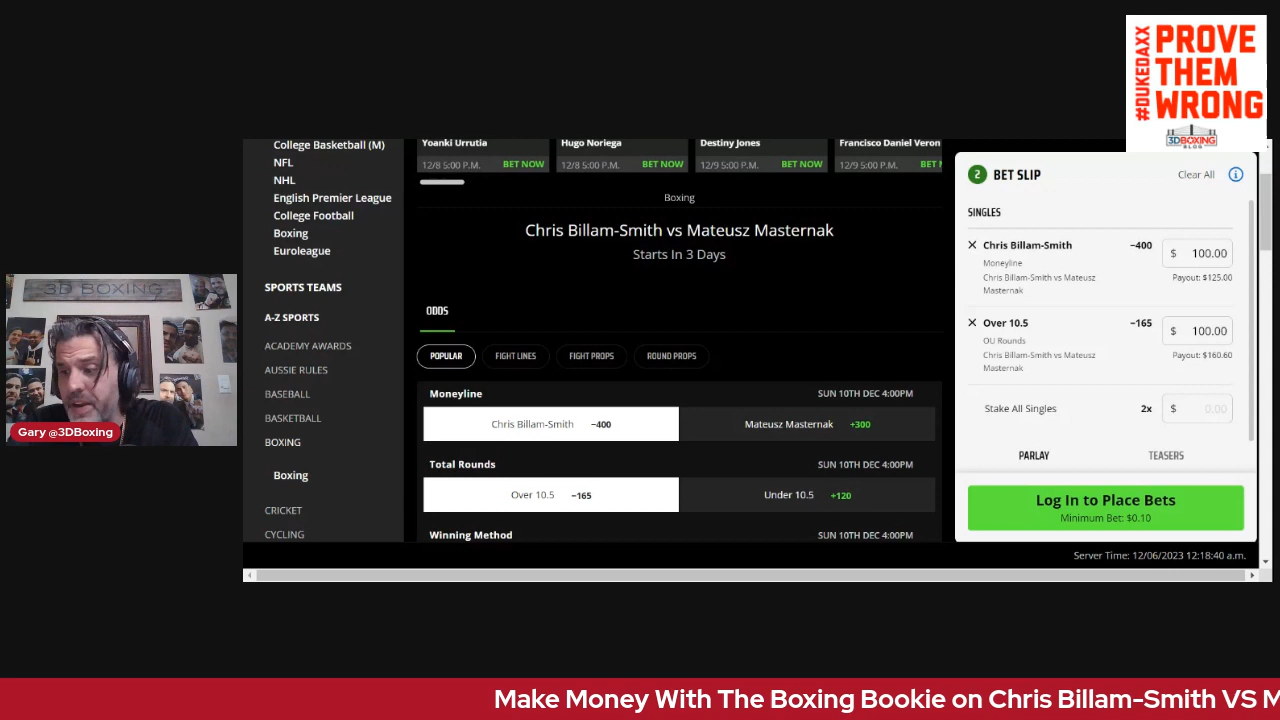 #DUKEDAXX
PROVE
THEM
WRONG
3DBOXING
BLOG
College Basketball (M)
NFL
NHL
English Premier League
College Football
Boxing
Euroleague
SPORTS TEAMS
A-Z SPORTS
ACADEMY AWARDS
AUSSIE RULES
BASEBALL
BASKETBALL
BOXING
Boxing
CRICKET
CYCLING
Yoanki Urrutia
12/8 5:00 P.M. BET NOW
Hugo Noriega
12/8 5:00 P.M. BET NOW
Destiny Jones
12/9 5:00 P.M. BET NOW
Francisco Daniel Veron
12/9 5:00 P.M. BET N
Boxing
Chris Billam-Smith vs Mateusz Masternak
Starts In 3 Days
ODDS
POPULAR FIGHT LINES FIGHT PROPS ROUND PROPS
Moneyline SUN 10TH DEC 4:00PM
Chris Billam-Smith −400 Mateusz Masternak +300
Total Rounds SUN 10TH DEC 4:00PM
Over 10.5 −165 Under 10.5 +120
Winning Method SUN 10TH DEC 4:00PM
2 BET SLIP Clear All i
SINGLES
Chris Billam-Smith −400 $ 100.00
Moneyline
Chris Billam-Smith vs Mateusz Payout: $125.00
Masternak
Over 10.5 −165 $ 100.00
OU Rounds
Chris Billam-Smith vs Mateusz Payout: $160.60
Masternak
Stake All Singles 2x $ 0.00
PARLAY TEASERS
Log In to Place Bets
Minimum Bet: $0.10
Server Time: 12/06/2023 12:18:40 a.m.
3D BOXING
Gary @3DBoxing
Make Money With The Boxing Bookie on Chris Billam-Smith VS M